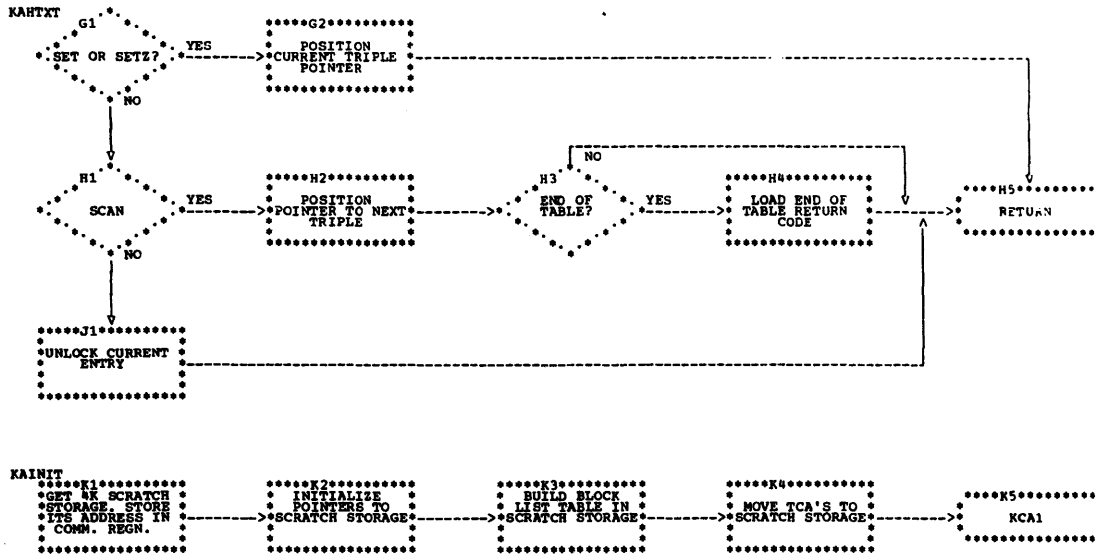 KAHTXT
G1
SET OR SETZ?
YES
G2
POSITION
CURRENT TRIPLE
POINTER
NO
H1
SCAN
YES
H2
POSITION
POINTER TO NEXT
TRIPLE
NO
H3
END OF
TABLE?
YES
H4
LOAD END OF
TABLE RETURN
CODE
H5
RETURN
NO
J1
UNLOCK CURRENT
ENTRY
KAINIT
K1
GET 4K SCRATCH
STORAGE. STORE
ITS ADDRESS IN
COMM. REGN.
K2
INITIALIZE
POINTERS TO
SCRATCH STORAGE
K3
BUILD BLOCK
LIST TABLE IN
SCRATCH STORAGE
K4
MOVE TCA'S TO
SCRATCH STORAGE
K5
KCA1